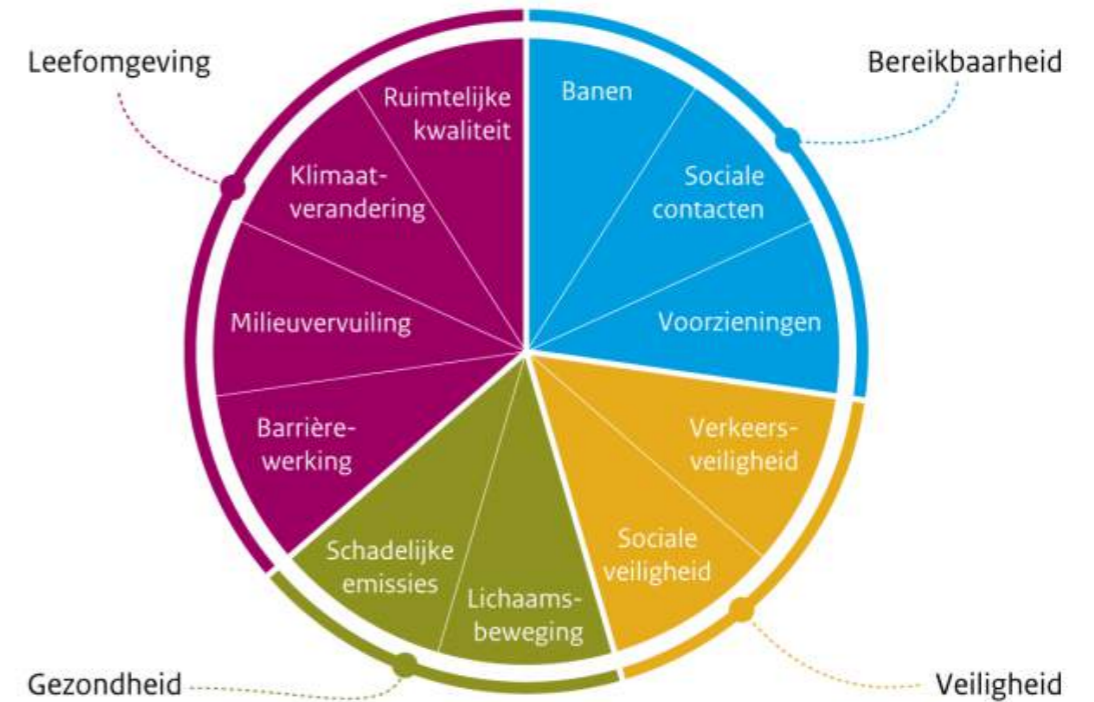 Leefomgeving
Bereikbaarheid
Ruimtelijke
kwaliteit
Banen
Klimaat-
verandering
Sociale
contacten
Milieuvervuiling
Voorzieningen
Barrière-
werking
Verkeers-
veiligheid
Schadelijke
emissies
Lichaams-
beweging
Sociale
veiligheid
Gezondheid
Veiligheid